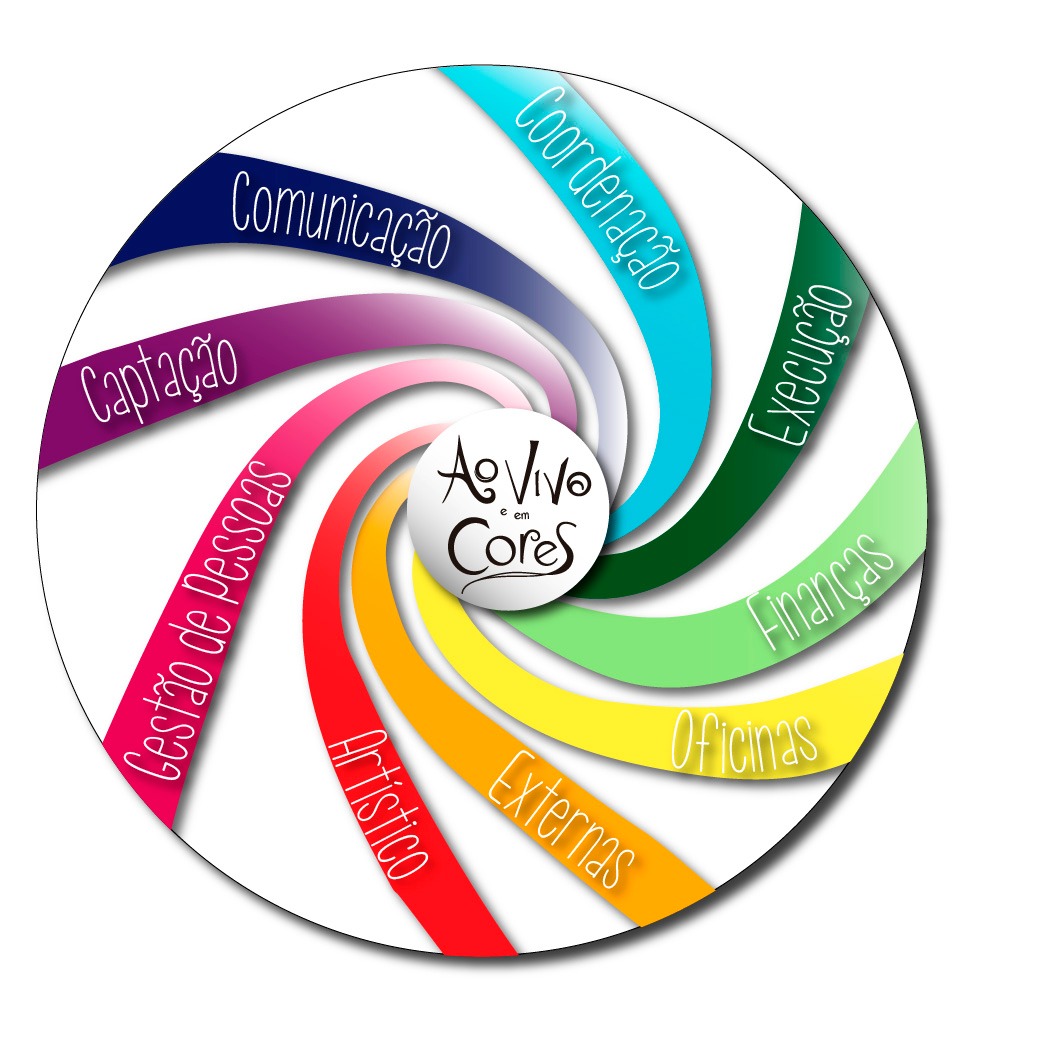 Coordenação
Execução
Finanças
Oficinas
Externas
Artístico
Gestão de pessoas
Captação
Comunicação
Ao Vivo
e em
Cores